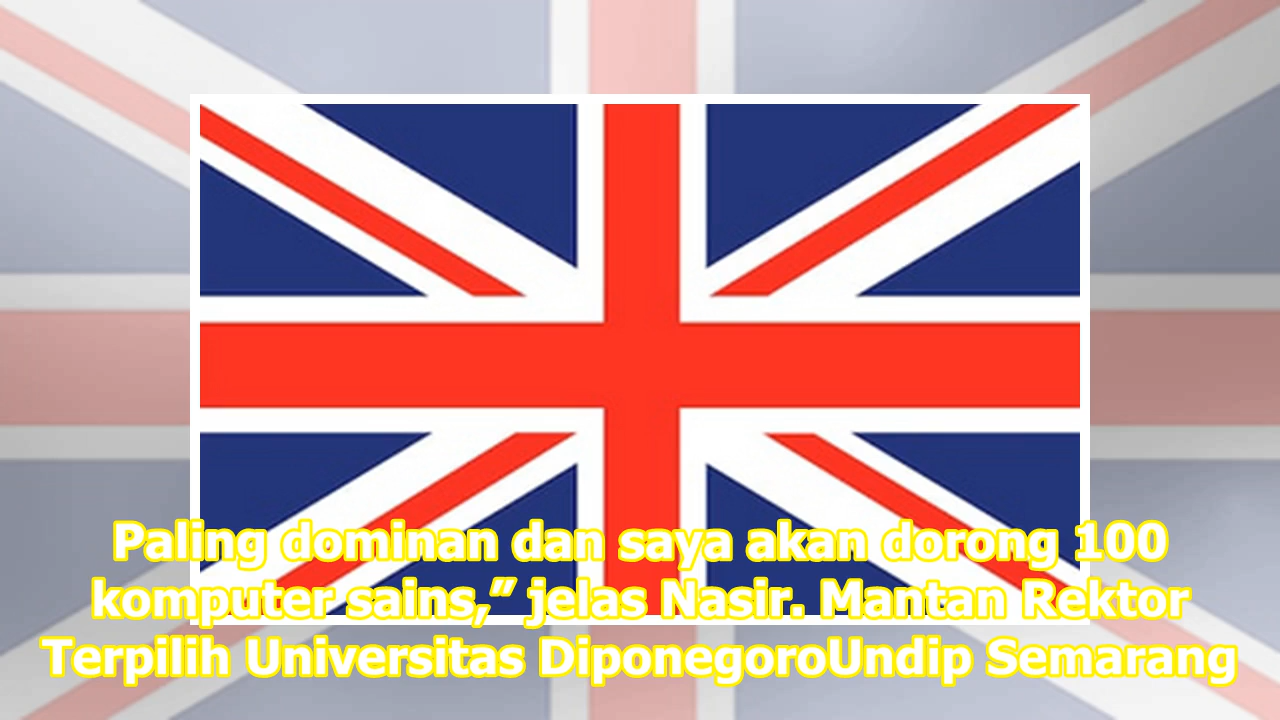 Paling dominan dan saya akan dorong 100
komputer sains,” jelas Nasir. Mantan Rektor
Terpilih Universitas DiponegoroUndip Semarang